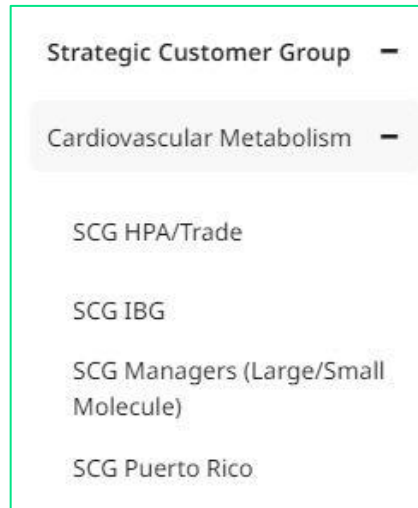 Strategic Customer Group −
Cardiovascular Metabolism −
SCG HPA/Trade
SCG IBG
SCG Managers (Large/Small
Molecule)
SCG Puerto Rico